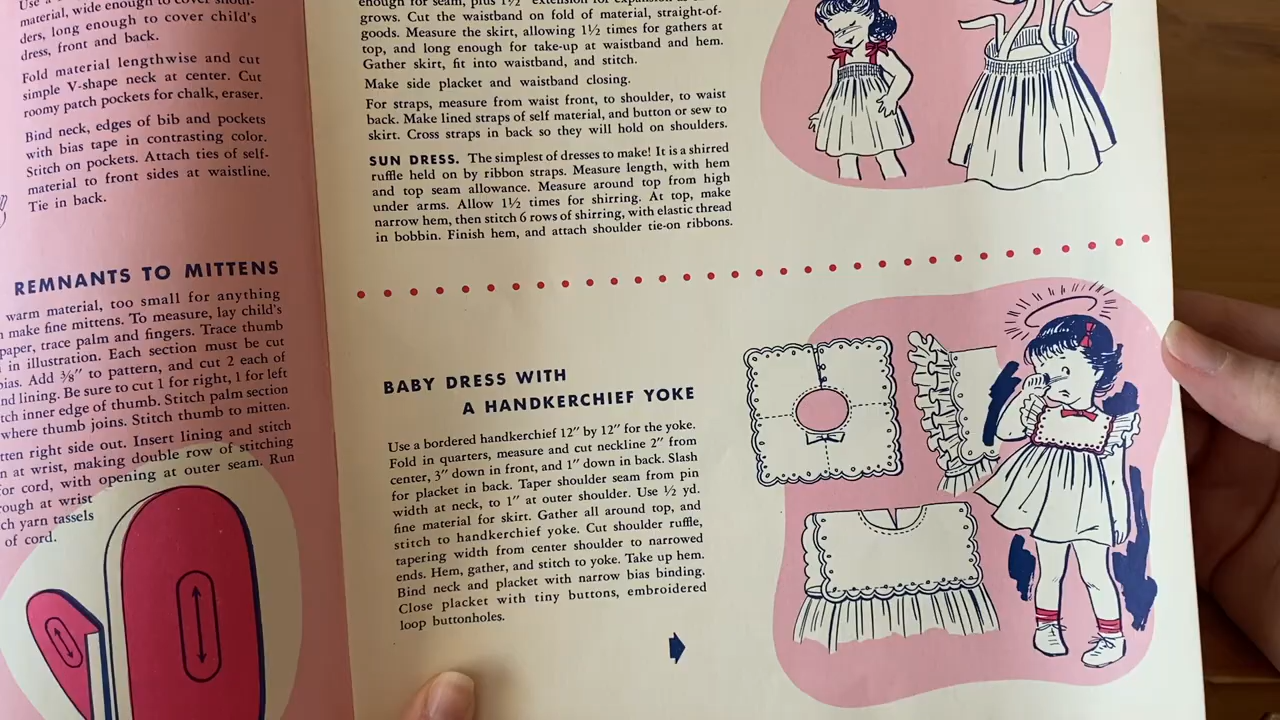 Use a
material, wide enough to cover shoul-
ders, long enough to cover child's
dress, front and back.
Fold material lengthwise and cut
simple V-shape neck at center. Cut
roomy patch pockets for chalk, eraser.
Bind neck, edges of bib and pockets
with bias tape in contrasting color.
Stitch on pockets. Attach ties of self-
material to front sides at waistline.
Tie in back.
REMNANTS TO MITTENS
warm material, too small for anything
make fine mittens. To measure, lay child's
paper, trace palm and fingers. Trace thumb
in illustration. Each section must be cut
bias. Add ⅜" to pattern, and cut 2 each of
nd lining. Be sure to cut 1 for right, 1 for left
tch inner edge of thumb. Stitch palm section
where thumb joins. Stitch thumb to mitten.
tten right side out. Insert lining and stitch
n at wrist, making double row of stitching
for cord, with opening at outer seam. Run
rough at wrist
ch yarn tassels
of cord.
enough for seam, plus 1½" extension for expansion as
grows. Cut the waistband on fold of material, straight-of-
goods. Measure the skirt, allowing 1½ times for gathers at
top, and long enough for take-up at waistband and hem.
Gather skirt, fit into waistband, and stitch.
Make side placket and waistband closing.
For straps, measure from waist front, to shoulder, to waist
back. Make lined straps of self material, and button or sew to
skirt. Cross straps in back so they will hold on shoulders.
SUN DRESS. The simplest of dresses to make! It is a shirred
ruffle held on by ribbon straps. Measure length, with hem
and top seam allowance. Measure around top from high
under arms. Allow 1½ times for shirring. At top, make
narrow hem, then stitch 6 rows of shirring, with elastic thread
in bobbin. Finish hem, and attach shoulder tie-on ribbons.
BABY DRESS WITH
A HANDKERCHIEF YOKE
Use a bordered handkerchief 12" by 12" for the yoke.
Fold in quarters, measure and cut neckline 2" from
center, 3" down in front, and 1" down in back. Slash
for placket in back. Taper shoulder seam from pin
width at neck, to 1" at outer shoulder. Use ½ yd.
fine material for skirt. Gather all around top, and
stitch to handkerchief yoke. Cut shoulder ruffle,
tapering width from center shoulder to narrowed
ends. Hem, gather, and stitch to yoke. Take up hem.
Bind neck and placket with narrow bias binding.
Close placket with tiny buttons, embroidered
loop buttonholes.